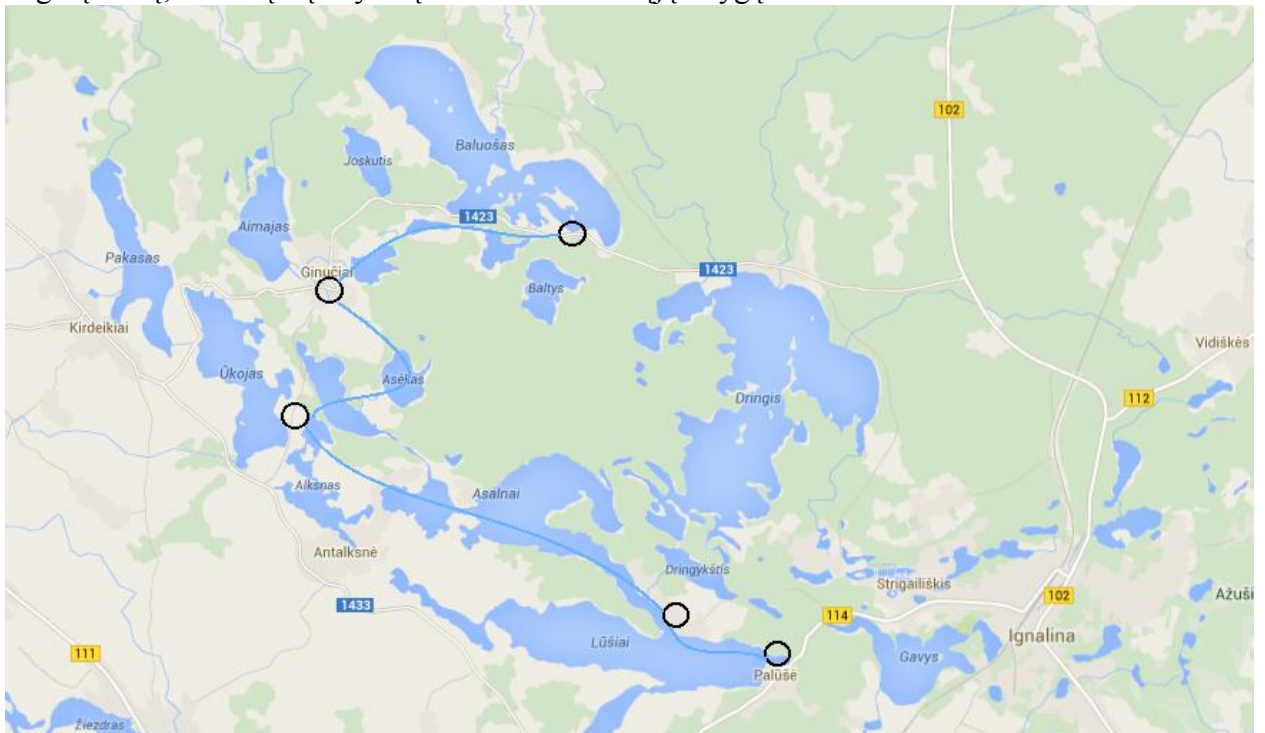 102
Baluošas
Joskutis
1423
Aimajas
Pakasas
Ginučiai
1423
Baltys
Kirdeikiai
Vidiškės
Ūkojas
Asėkas
Dringis
112
Alksnas
Asalnai
Antalksnė
Dringykštis
Strigailiškis
102
Ažuši
1433
114
Lūšiai
Ignalina
111
Gavys
Palūšė
Žiezdras